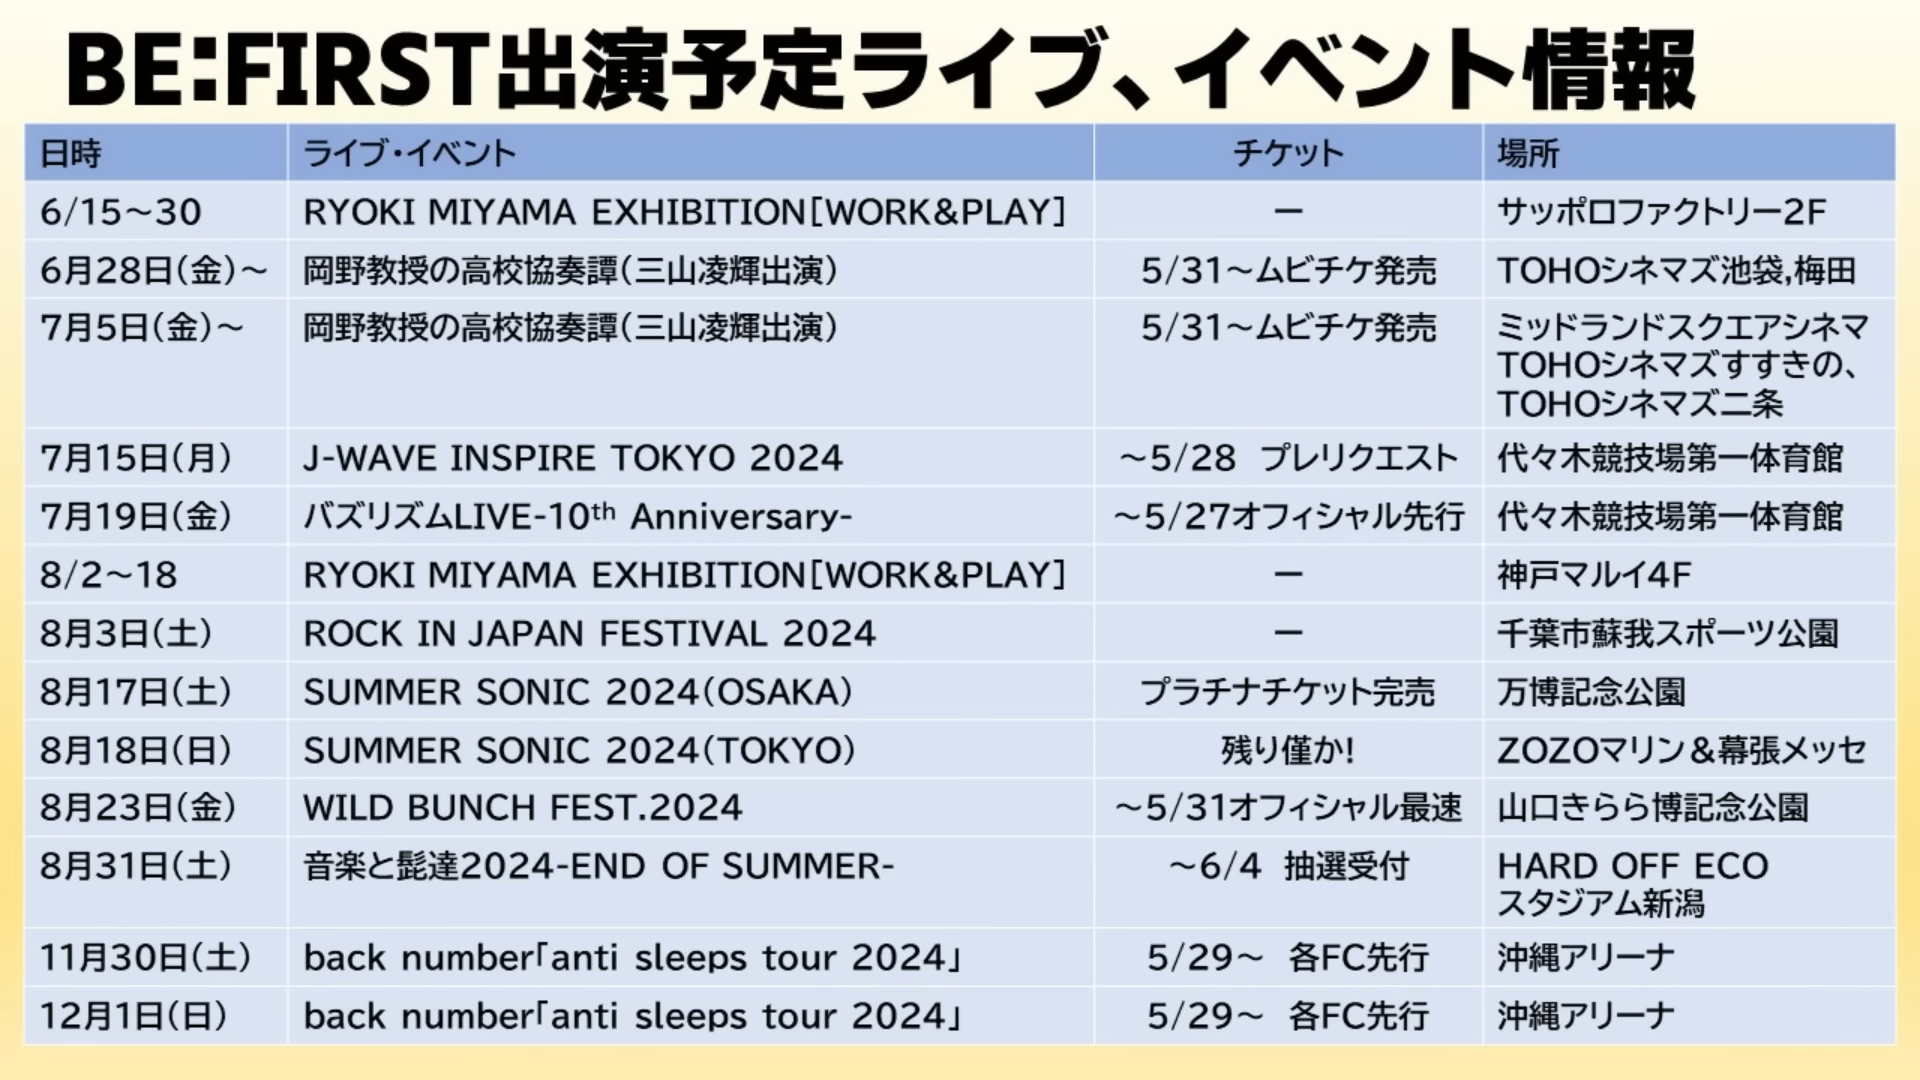 BE:FIRST出演予定ライブ、イベント情報
日時 ライブ・イベント チケット 場所
6/15～30 RYOKI MIYAMA EXHIBITION[WORK&PLAY] ー サッポロファクトリー2F
6月28日(金)～ 岡野教授の高校協奏譚(三山凌輝出演) 5/31～ムビチケ発売 TOHOシネマズ池袋,梅田
7月5日(金)～ 岡野教授の高校協奏譚(三山凌輝出演) 5/31～ムビチケ発売 ミッドランドスクエアシネマ
TOHOシネマズすすきの、
TOHOシネマズ二条
7月15日(月) J-WAVE INSPIRE TOKYO 2024 ～5/28 プレリクエスト 代々木競技場第一体育館
7月19日(金) バズリズムLIVE-10th Anniversary- ～5/27オフィシャル先行 代々木競技場第一体育館
8/2～18 RYOKI MIYAMA EXHIBITION[WORK&PLAY] ー 神戸マルイ4F
8月3日(土) ROCK IN JAPAN FESTIVAL 2024 ー 千葉市蘇我スポーツ公園
8月17日(土) SUMMER SONIC 2024(OSAKA) プラチナチケット完売 万博記念公園
8月18日(日) SUMMER SONIC 2024(TOKYO) 残り僅か! ZOZOマリン＆幕張メッセ
8月23日(金) WILD BUNCH FEST.2024 ～5/31オフィシャル最速 山口きらら博記念公園
8月31日(土) 音楽と髭達2024-END OF SUMMER- ～6/4 抽選受付 HARD OFF ECO
スタジアム新潟
11月30日(土) back number「anti sleeps tour 2024」 5/29～ 各FC先行 沖縄アリーナ
12月1日(日) back number「anti sleeps tour 2024」 5/29～ 各FC先行 沖縄アリーナ